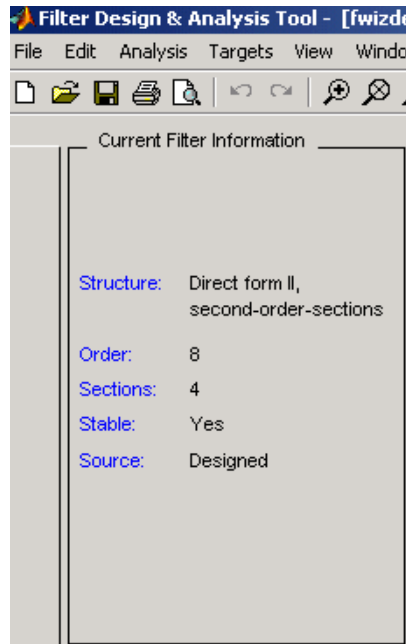 Filter Design & Analysis Tool - [fwizde
File Edit Analysis Targets View Windo
Current Filter Information
Structure: Direct form II,
second-order-sections
Order: 8
Sections: 4
Stable: Yes
Source: Designed